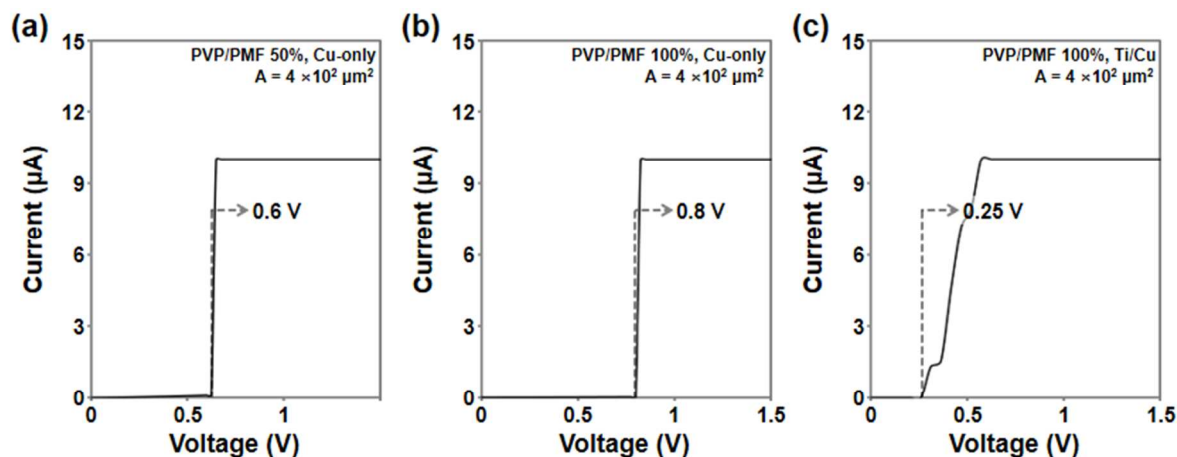 (a)
PVP/PMF 50%, Cu-only
A = 4 ×10² μm²
Current (μA)
15
12
9
6
3
0
0.6 V
0 0.5 1
Voltage (V)
(b)
PVP/PMF 100%, Cu-only
A = 4 ×10² μm²
Current (μA)
15
12
9
6
3
0
0.8 V
0 0.5 1 1.5
Voltage (V)
(c)
PVP/PMF 100%, Ti/Cu
A = 4 ×10² μm²
Current (μA)
15
12
9
6
3
0
0.25 V
0 0.5 1 1.5
Voltage (V)